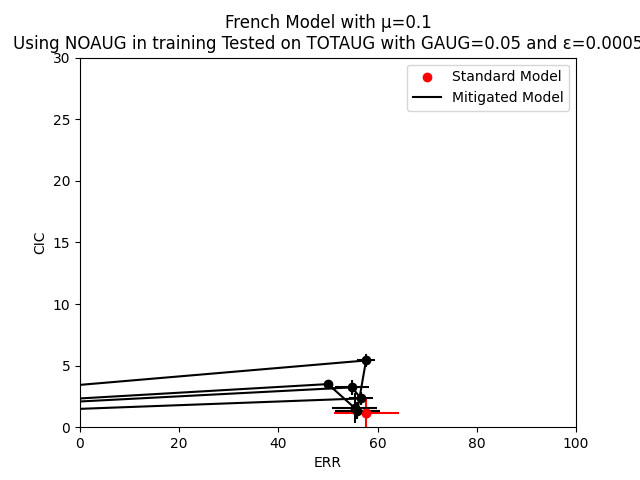 French Model with μ=0.1
Using NOAUG in training Tested on TOTAUG with GAUG=0.05 and ε=0.0005
Standard Model
Mitigated Model
30
25
20
15
10
5
0
CIC
0 20 40 60 80 100
ERR